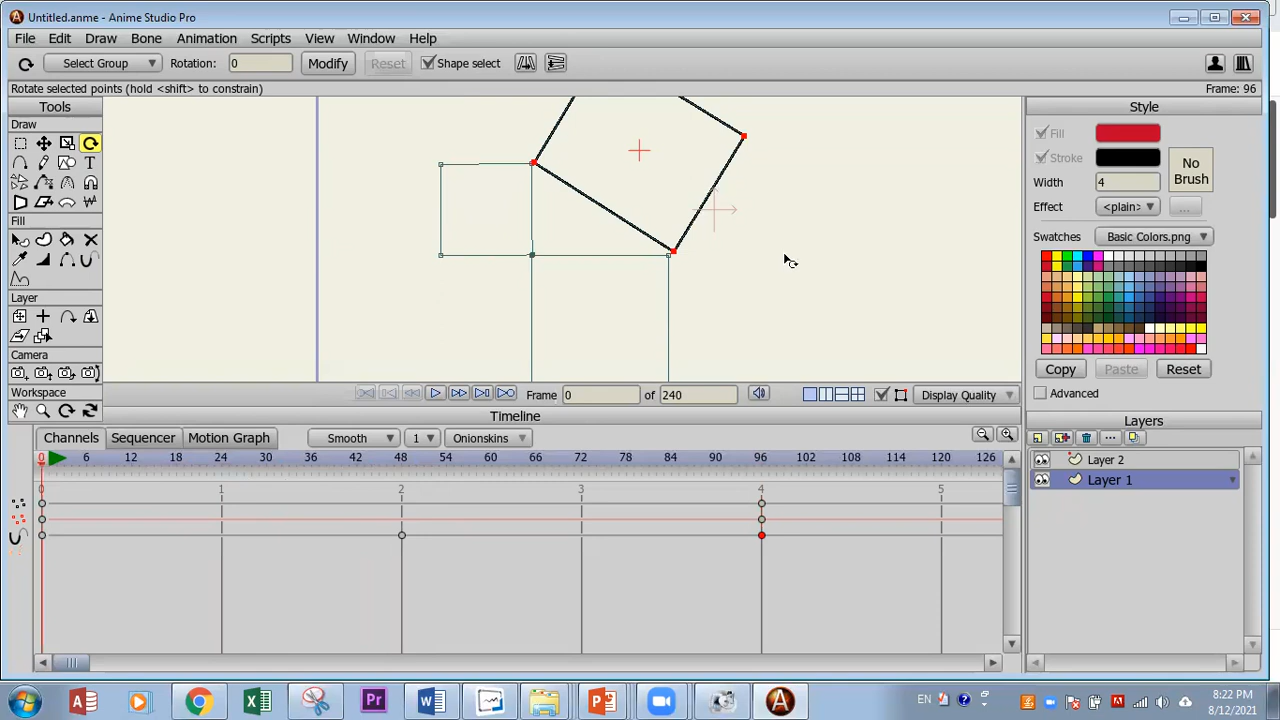 Untitled.anme - Anime Studio Pro
File Edit Draw Bone Animation Scripts View Window Help
Select Group Rotation: 0 Modify Reset Shape select
Rotate selected points (hold <shift> to constrain) Frame: 96
Tools
Draw
T
Fill
Layer
Camera
Workspace
Style
Fill
Stroke
No
Brush
Width 4
Effect <plain> ...
Swatches Basic Colors.png
Copy Paste Reset
Advanced
Frame 0 of 240 Display Quality
Timeline
Channels Sequencer Motion Graph Smooth 1 Onionskins
0 6 12 18 24 30 36 42 48 54 60 66 72 78 84 90 96 102 108 114 120 126
0 1 2 3 4 5
Layers
Layer 2
Layer 1
EN
8:22 PM
8/12/2021